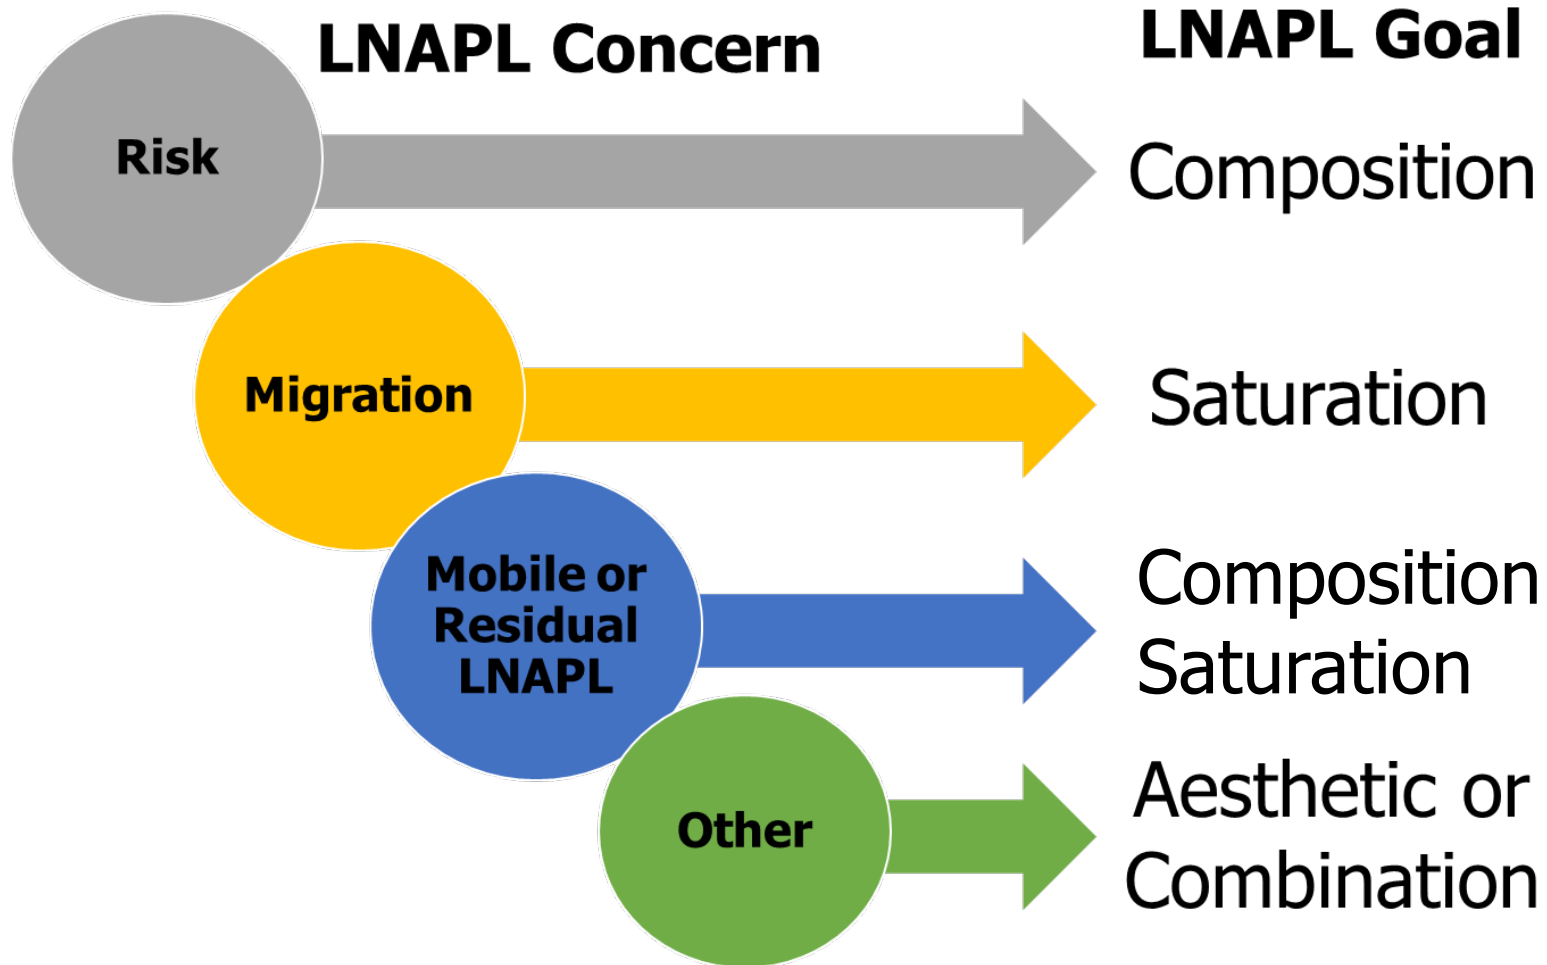 LNAPL Concern
LNAPL Goal
Risk
Composition
Migration
Saturation
Mobile or
Residual
LNAPL
Composition
Saturation
Other
Aesthetic or
Combination